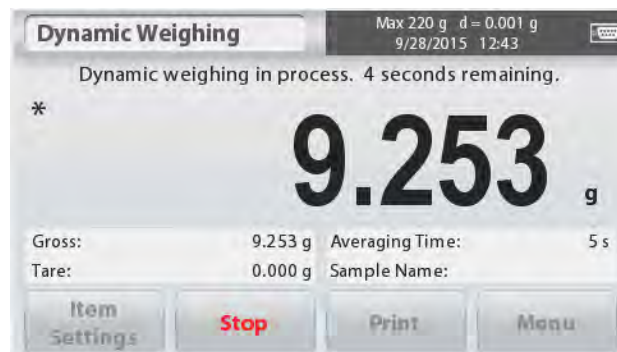 Dynamic Weighing
Max 220 g d = 0.001 g
9/28/2015 12:43
Dynamic weighing in process. 4 seconds remaining.
*
9.253 g
Gross: 9.253 g Averaging Time: 5 s
Tare: 0.000 g Sample Name:
Item Settings
Stop
Print
Menu